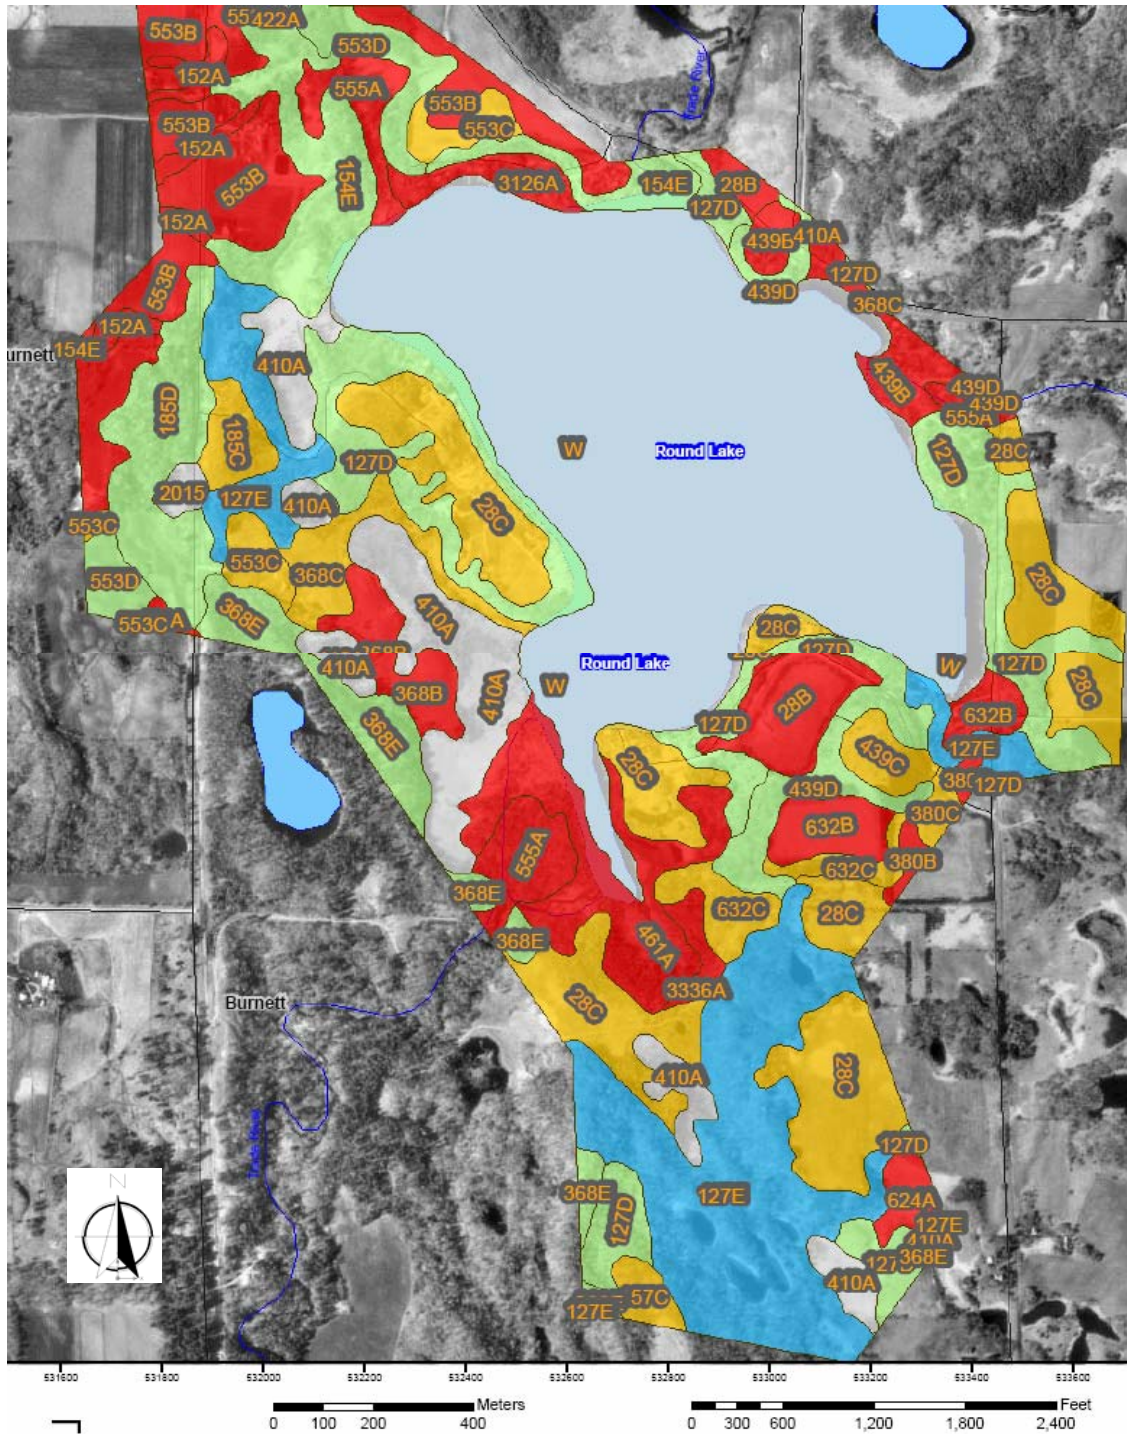 553B
422A
553D
152A
555A
553B
553C
Trade River
553B
152A
553B
154E
3126A
154E
28B
127D
152A
439B
410A
553B
439D
127D
368C
152A
154E
410A
439B
439D
439D
555A
185D
185C
127D
W
Round Lake
127D
28C
2015
127E
410A
28C
553C
553C
368C
553D
28C
553C
368E
410A
28C
127D
410A
368B
Round Lake
W
W
127D
28C
368B
410A
368E
28B
127D
632B
28C
439C
127E
127D
439D
380C
555A
632B
380B
632C
368E
632C
28C
368E
461A
3336A
28C
Burnett
410A
28C
127D
368E
127E
624A
127D
127E
410A
368E
410A
57C
127E
N
531600
531800
532000
532200
532400
532600
532800
533000
533200
533400
533600
Meters
0 100 200 400
Feet
0 300 600 1,200 1,800 2,400